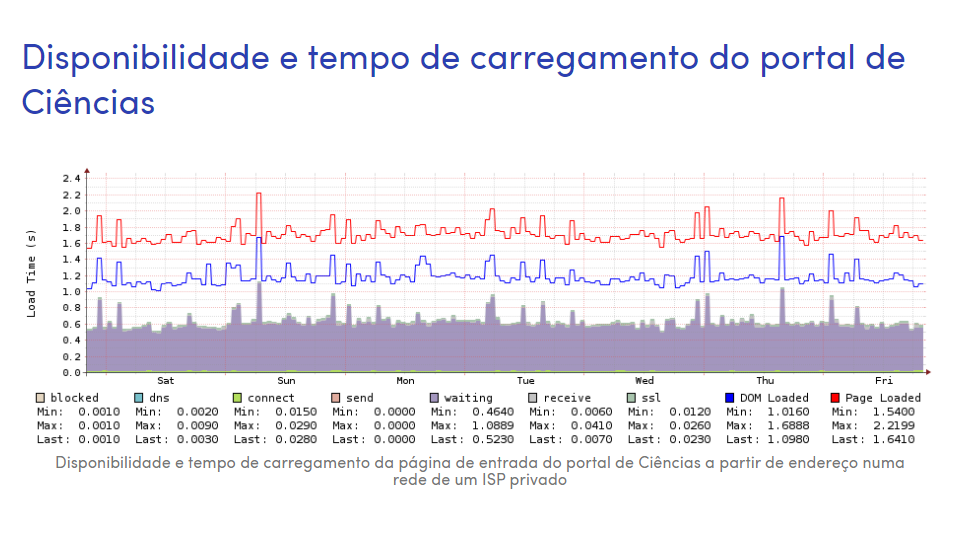 Disponibilidade e tempo de carregamento do portal de
Ciências
2.4
2.2
2.0
1.8
1.6
1.4
1.2
1.0
0.8
0.6
0.4
0.2
0.0
Load Time (s)
Sat Sun Mon Tue Wed Thu Fri
blocked dns connect send waiting receive ssl DOM Loaded Page Loaded
Min: 0.0010 Min: 0.0020 Min: 0.0150 Min: 0.0000 Min: 0.4640 Min: 0.0060 Min: 0.0120 Min: 1.0160 Min: 1.5400
Max: 0.0010 Max: 0.0090 Max: 0.0290 Max: 0.0000 Max: 1.0889 Max: 0.0410 Max: 0.0260 Max: 1.6888 Max: 2.2199
Last: 0.0010 Last: 0.0030 Last: 0.0280 Last: 0.0000 Last: 0.5230 Last: 0.0070 Last: 0.0230 Last: 1.0980 Last: 1.6410
Disponibilidade e tempo de carregamento da página de entrada do portal de Ciências a partir de endereço numa
rede de um ISP privado